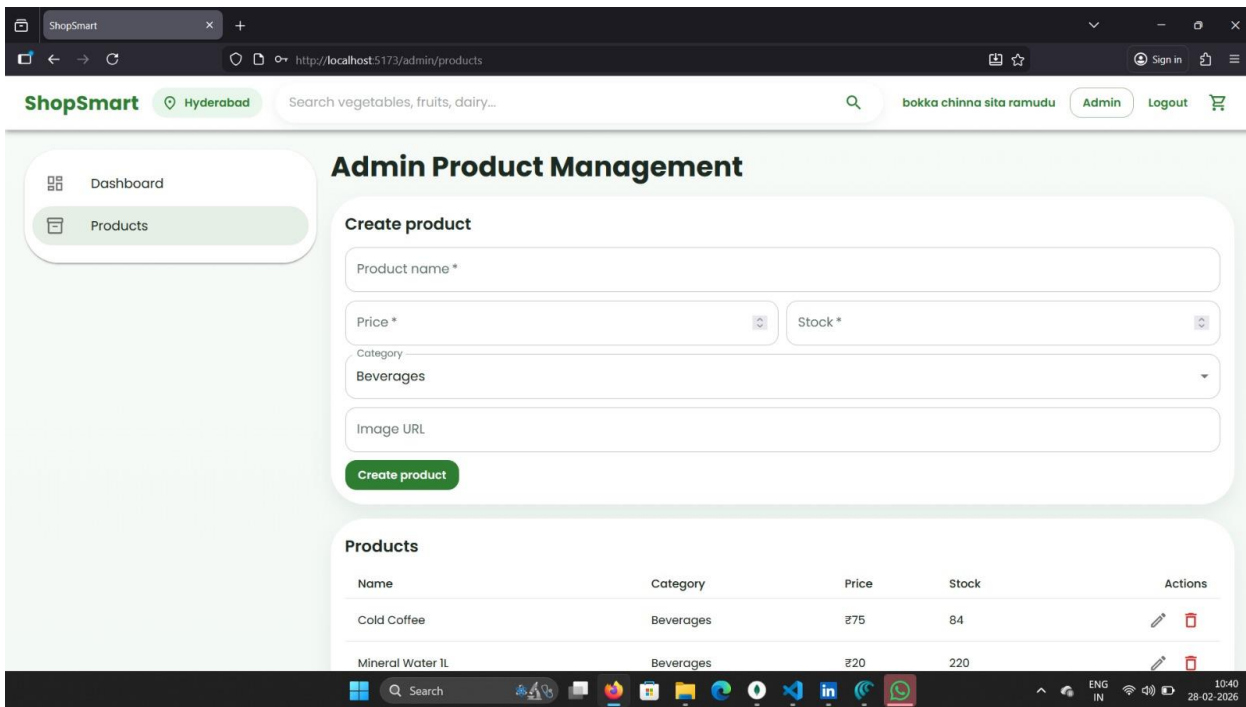 ShopSmart
http://localhost:5173/admin/products
Sign in
ShopSmart
Hyderabad
Search vegetables, fruits, dairy...
bokka chinna sita ramudu
Admin
Logout
Dashboard
Products
Admin Product Management
Create product
Product name *
Price *
Stock *
Category
Beverages
Image URL
Create product
Products
Name Category Price Stock Actions
Cold Coffee Beverages ₹75 84
Mineral Water 1L Beverages ₹20 220
Search
in
ENG
IN
10:40
28-02-2026